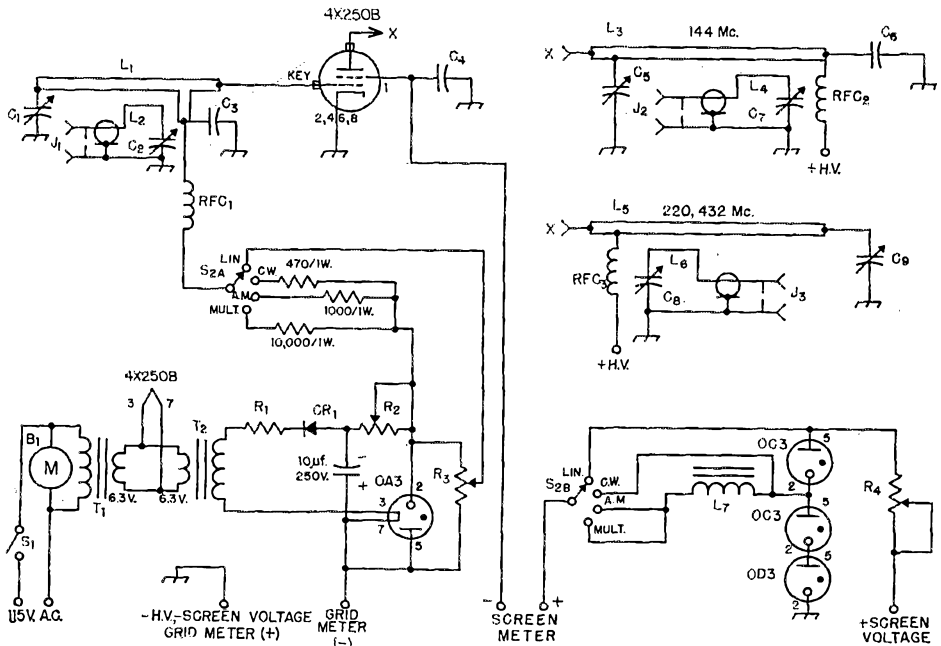 4X250B
X
L1
KEY
1
2,4,6,8
C4
C1
L2
C3
J1
C2
RFC1
L3
144 Mc.
C6
X
C5
L4
J2
C7
RFC2
+H.V.
L5
220, 432 Mc.
X
L6
C9
RFC3
C8
J3
+H.V.
LIN.
S2A
C.W.
470/1W.
A.M.
1000/1W.
MULT.
10,000/1W.
4X250B
3 7
B1
M
T1
6.3V. 6.3V.
T2
R1
CR1
R2
10µf.
250V.
-
+
OA3
2
3
7
5
R3
S1
115V. A.C.
-H.V.,-SCREEN VOLTAGE
GRID METER (+)
GRID
METER
(-)
- +
SCREEN
METER
LIN.
S2B
C.W.
A.M.
MULT.
L7
OC3
5
2
OC3
5
2
OD3
5
2
R4
+SCREEN
VOLTAGE